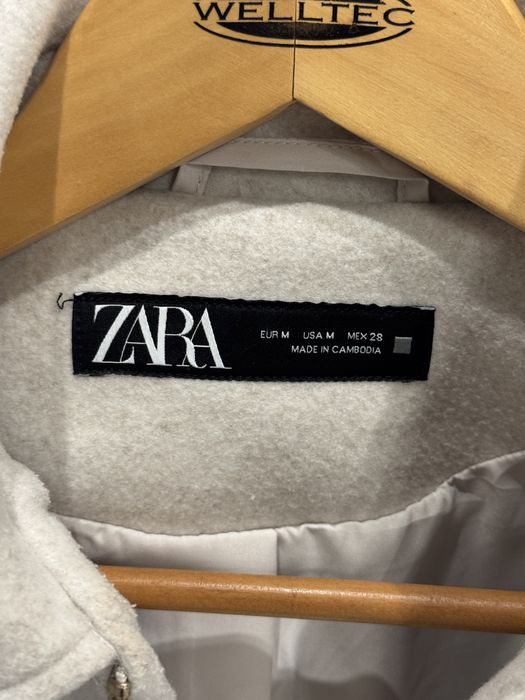 WELLTEC
ZARA
EUR M USA M MEX 28
MADE IN CAMBODIA